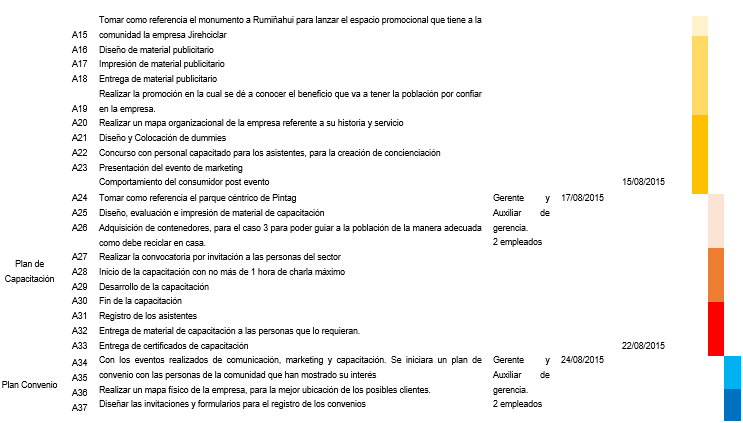 Tomar como referencia el monumento a Rumiñahui para lanzar el espacio promocional que tiene a la
A15 comunidad la empresa Jirehciclar
A16 Diseño de material publicitario
A17 Impresión de material publicitario
A18 Entrega de material publicitario
Realizar la promoción en la cual se dé a conocer el beneficio que va a tener la población por confiar
A19 en la empresa.
A20 Realizar un mapa organizacional de la empresa referente a su historia y servicio
A21 Diseño y Colocación de dummies
A22 Concurso con personal capacitado para los asistentes, para la creación de concienciación
A23 Presentación del evento de marketing
Comportamiento del consumidor post evento 15/08/2015
A24 Tomar como referencia el parque céntrico de Pintag Gerente y 17/08/2015
A25 Diseño, evaluación e impresión de material de capacitación Auxiliar de
A26 Adquisición de contenedores, para el caso 3 para poder guiar a la población de la manera adecuada gerencia.
como debe reciclar en casa. 2 empleados
A27 Realizar la convocatoria por invitación a las personas del sector
Plan de
A28 Inicio de la capacitación con no más de 1 hora de charla máximo
Capacitación
A29 Desarrollo de la capacitación
A30 Fin de la capacitación
A31 Registro de los asistentes
A32 Entrega de material de capacitación a las personas que lo requieran.
A33 Entrega de certificados de capacitación 22/08/2015
A34 Con los eventos realizados de comunicación, marketing y capacitación. Se iniciara un plan de Gerente y 24/08/2015
A35 convenio con las personas de la comunidad que han mostrado su interés Auxiliar de
Plan Convenio
A36 Realizar un mapa físico de la empresa, para la mejor ubicación de los posibles clientes. gerencia.
A37 Diseñar las invitaciones y formularios para el registro de los convenios 2 empleados